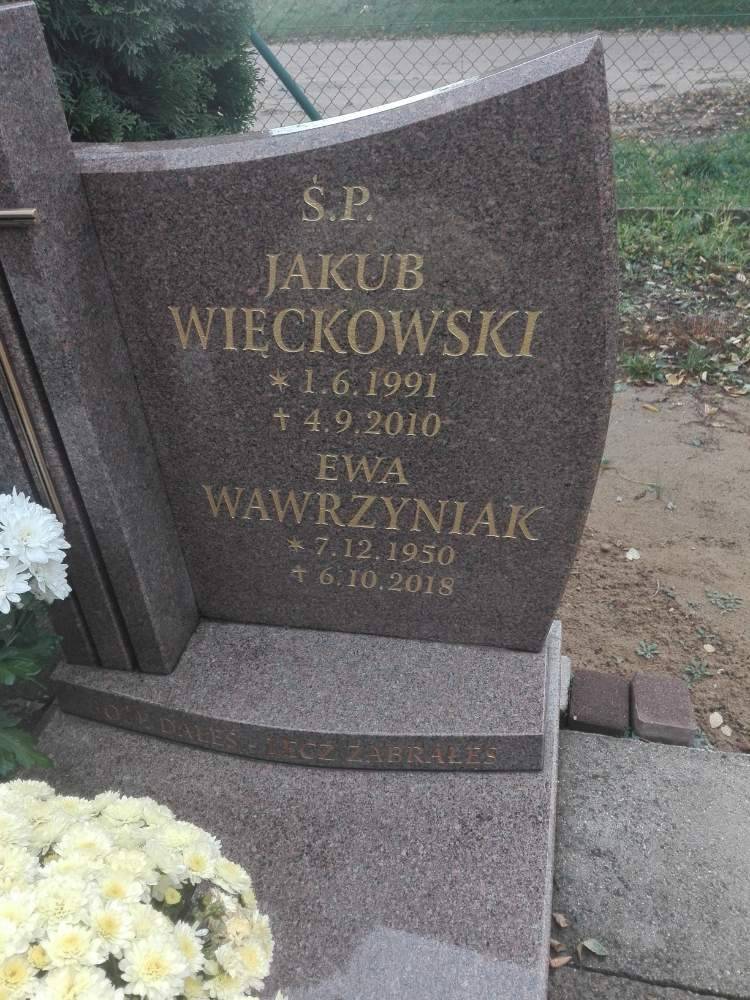 Ś.P.
JAKUB
WIĘCKOWSKI
* 1.6.1991
✝ 4.9.2010
EWA
WAWRZYNIAK
* 7.12.1950
✝ 6.10.2018
DAŁEŚ - LECZ ZABRAŁEŚ